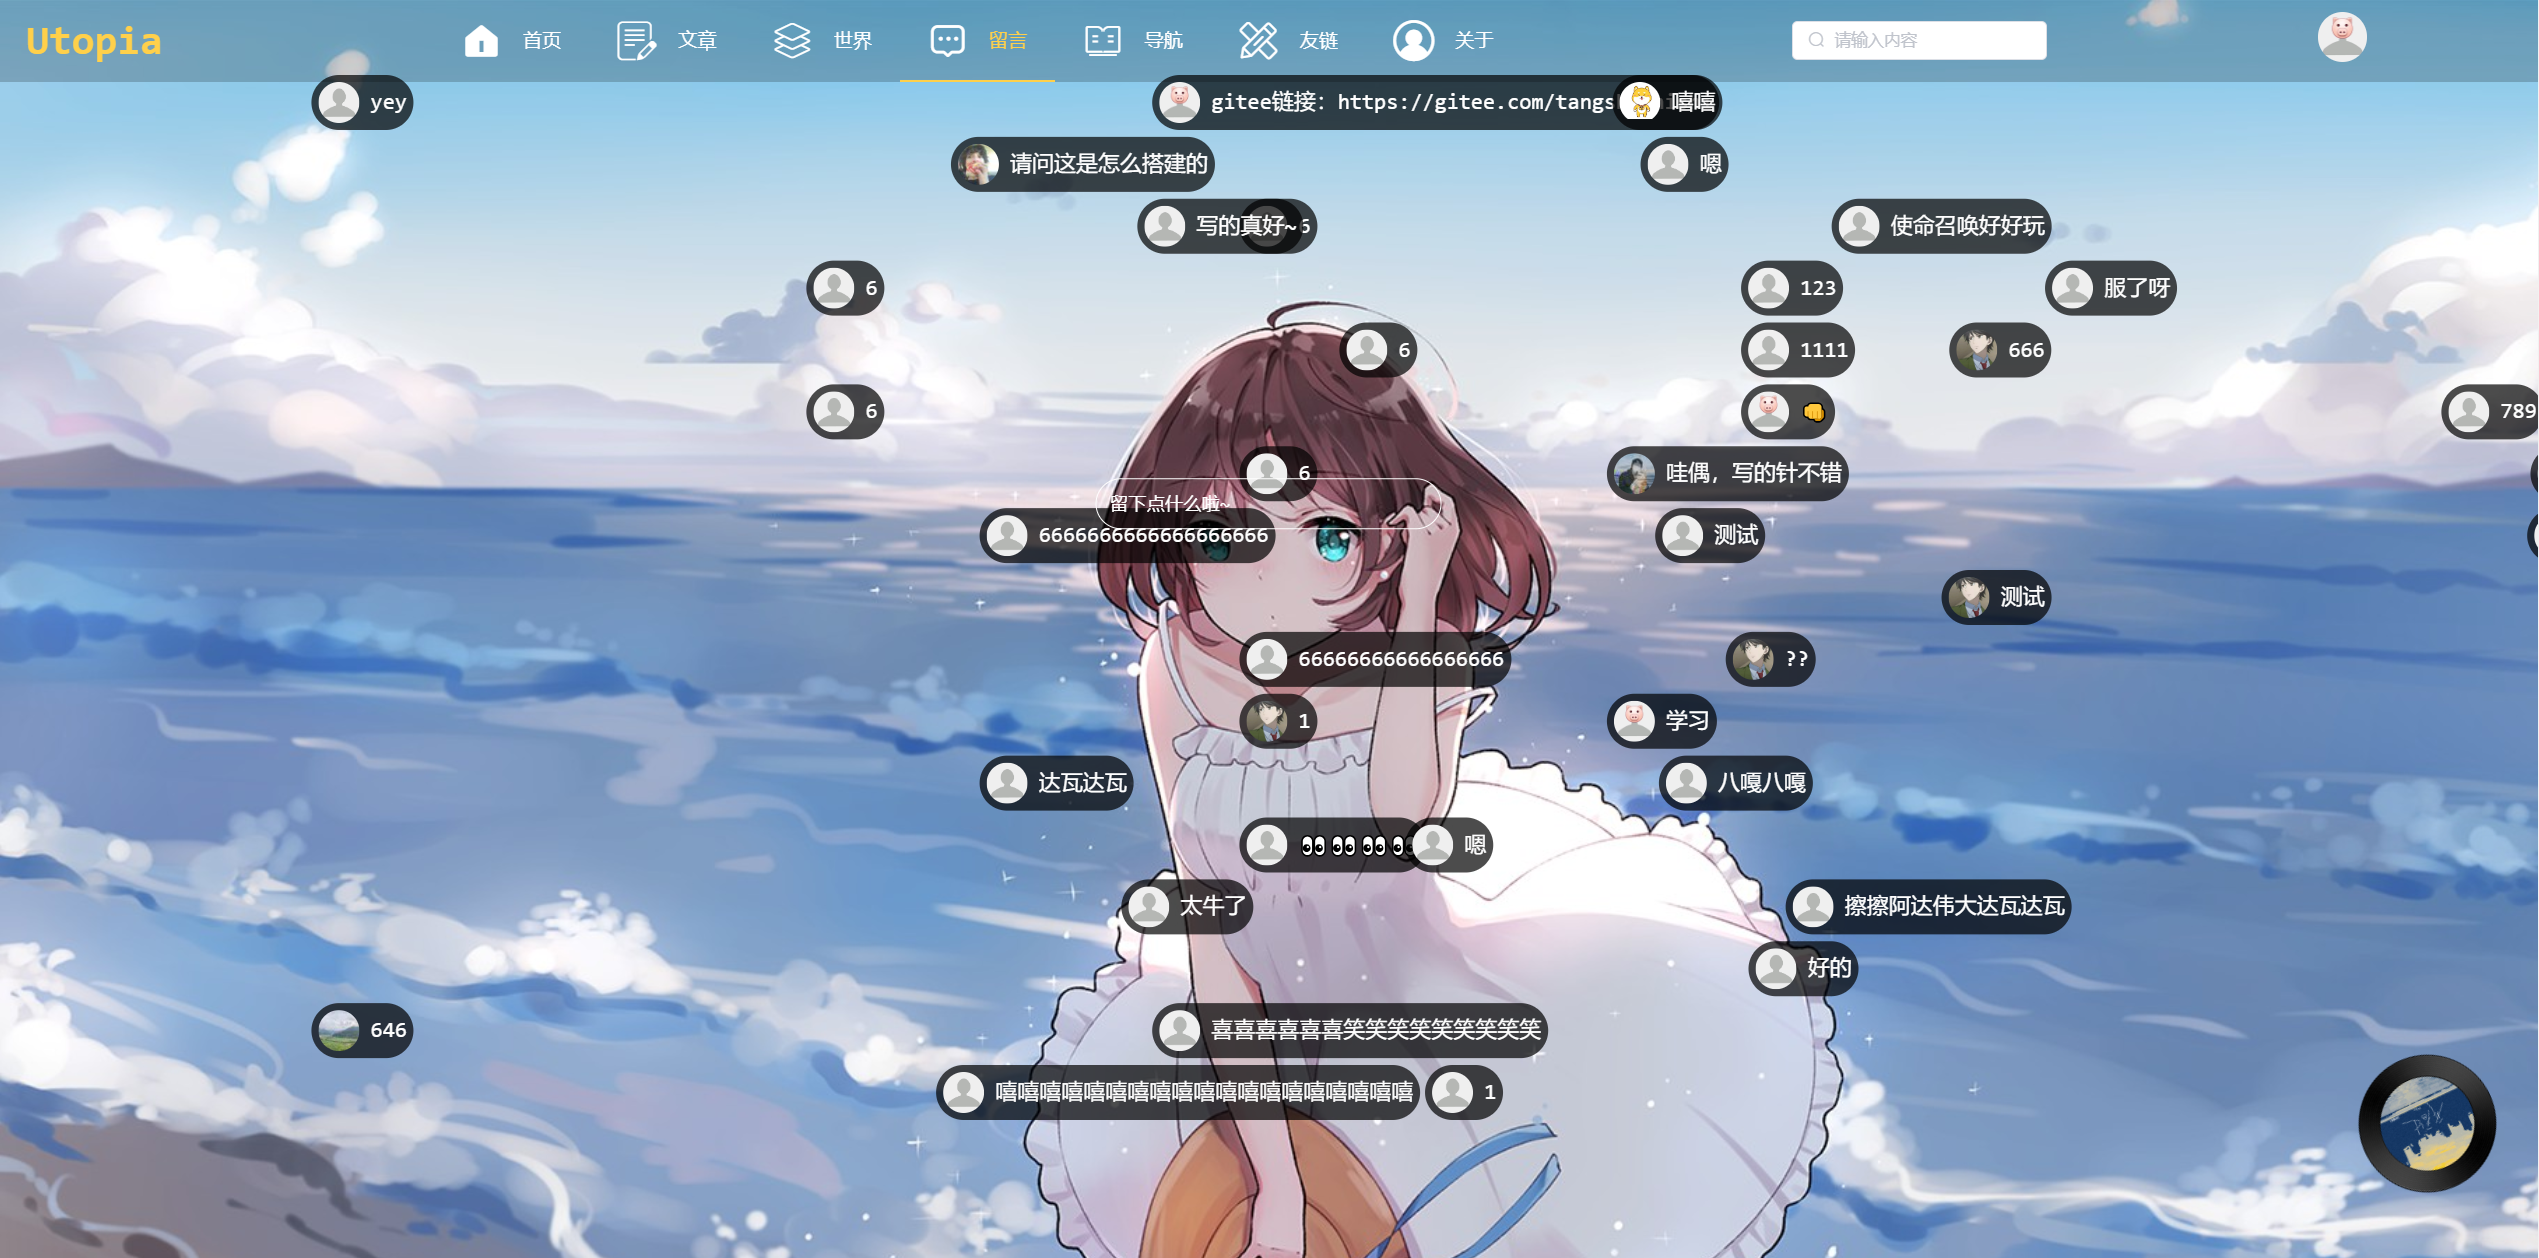 Utopia
首页
文章
世界
留言
导航
友链
关于
请输入内容
yey
gitee链接：https://gitee.com/tangs
嘻嘻
请问这是怎么搭建的
嗯
写的真好~
6
使命召唤好好玩
6
123
服了呀
6
1111
666
6
👊
789
6
哇偶，写的针不错
留下点什么啦~
6666666666666666666
测试
测试
66666666666666666
??
1
学习
达瓦达瓦
八嘎八嘎
👀👀👀
嗯
太牛了
擦擦阿达伟大达瓦达瓦
好的
646
喜喜喜喜喜喜笑笑笑笑笑笑笑笑笑
嘻嘻嘻嘻嘻嘻嘻嘻嘻嘻嘻嘻嘻嘻嘻嘻嘻嘻嘻
1